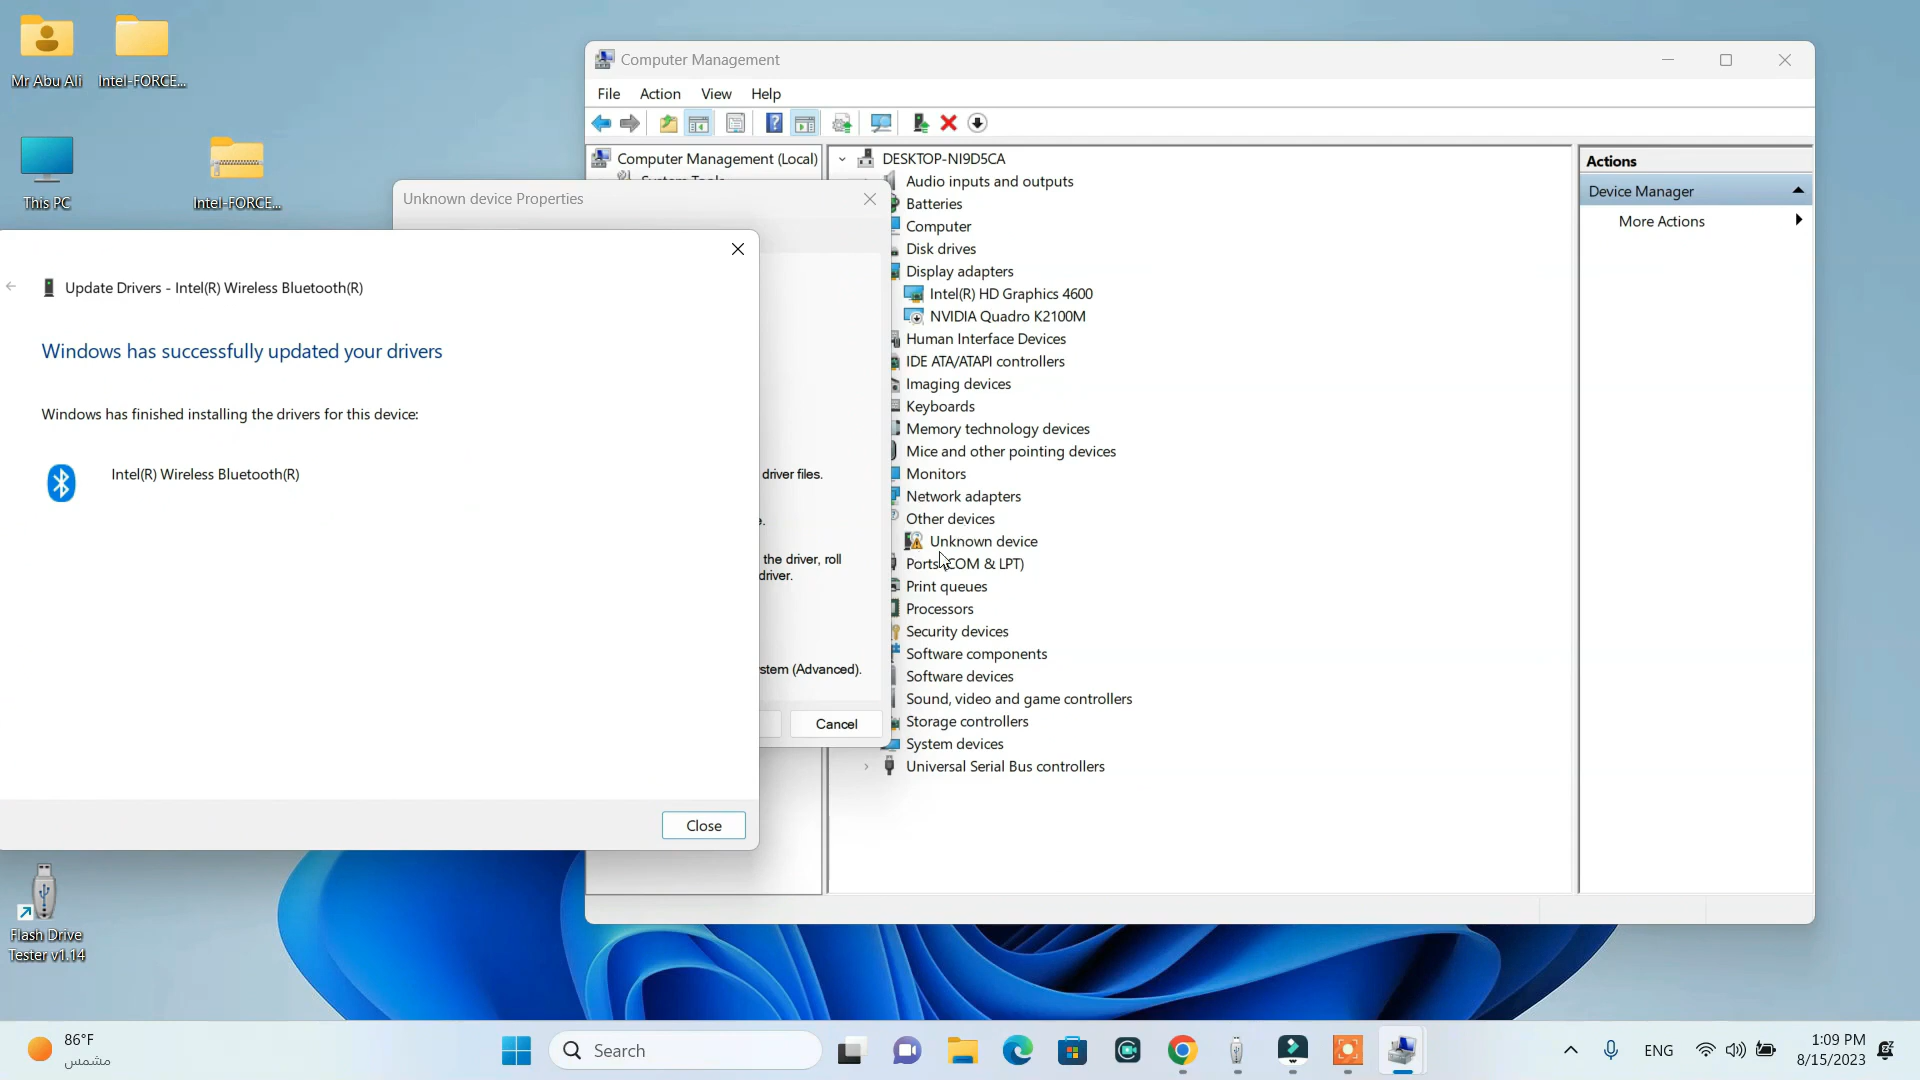 Mr Abu Ali
Intel-FORCE...
This PC
Intel-FORCE...
Computer Management
File Action View Help
Computer Management (Local)
System Tools
DESKTOP-NI9D5CA
Audio inputs and outputs
Batteries
Computer
Disk drives
Display adapters
Intel(R) HD Graphics 4600
NVIDIA Quadro K2100M
Human Interface Devices
IDE ATA/ATAPI controllers
Imaging devices
Keyboards
Memory technology devices
Mice and other pointing devices
Monitors
Network adapters
Other devices
Unknown device
Ports (COM & LPT)
Print queues
Processors
Security devices
Software components
Software devices
Sound, video and game controllers
Storage controllers
System devices
Universal Serial Bus controllers
Actions
Device Manager
More Actions
Unknown device Properties
driver files.
e.
the driver, roll
driver.
stem (Advanced).
Cancel
Update Drivers - Intel(R) Wireless Bluetooth(R)
Windows has successfully updated your drivers
Windows has finished installing the drivers for this device:
Intel(R) Wireless Bluetooth(R)
Close
Flash Drive
Tester v1.14
86°F
مشمس
Search
ENG
1:09 PM
8/15/2023